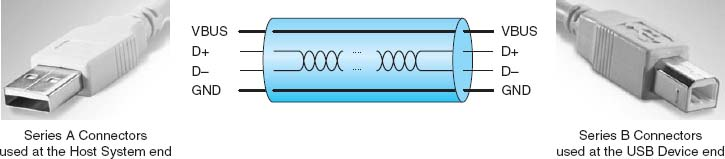 VBUS
D+
D–
GND
VBUS
D+
D–
GND
Series A Connectors
used at the Host System end
Series B Connectors
used at the USB Device end